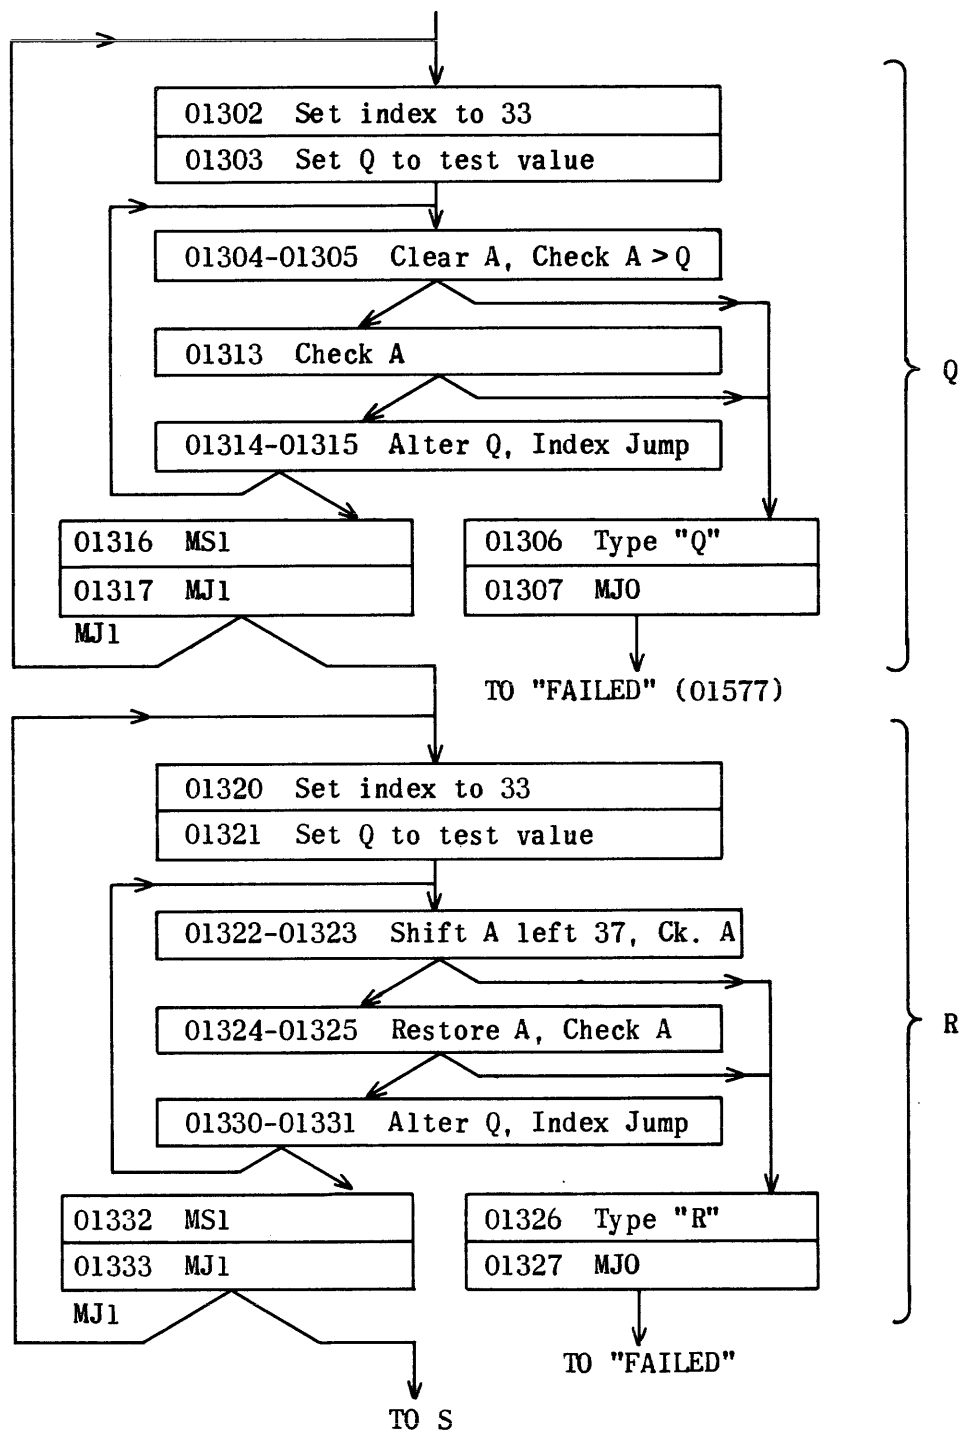 01302 Set index to 33
01303 Set Q to test value
01304-01305 Clear A, Check A > Q
01313 Check A
Q
01314-01315 Alter Q, Index Jump
01316 MS1
01306 Type "Q"
01317 MJ1
01307 MJ0
MJ1
TO "FAILED" (01577)
01320 Set index to 33
01321 Set Q to test value
01322-01323 Shift A left 37, Ck. A
01324-01325 Restore A, Check A
R
01330-01331 Alter Q, Index Jump
01332 MS1
01326 Type "R"
01333 MJ1
01327 MJ0
MJ1
TO "FAILED"
TO S